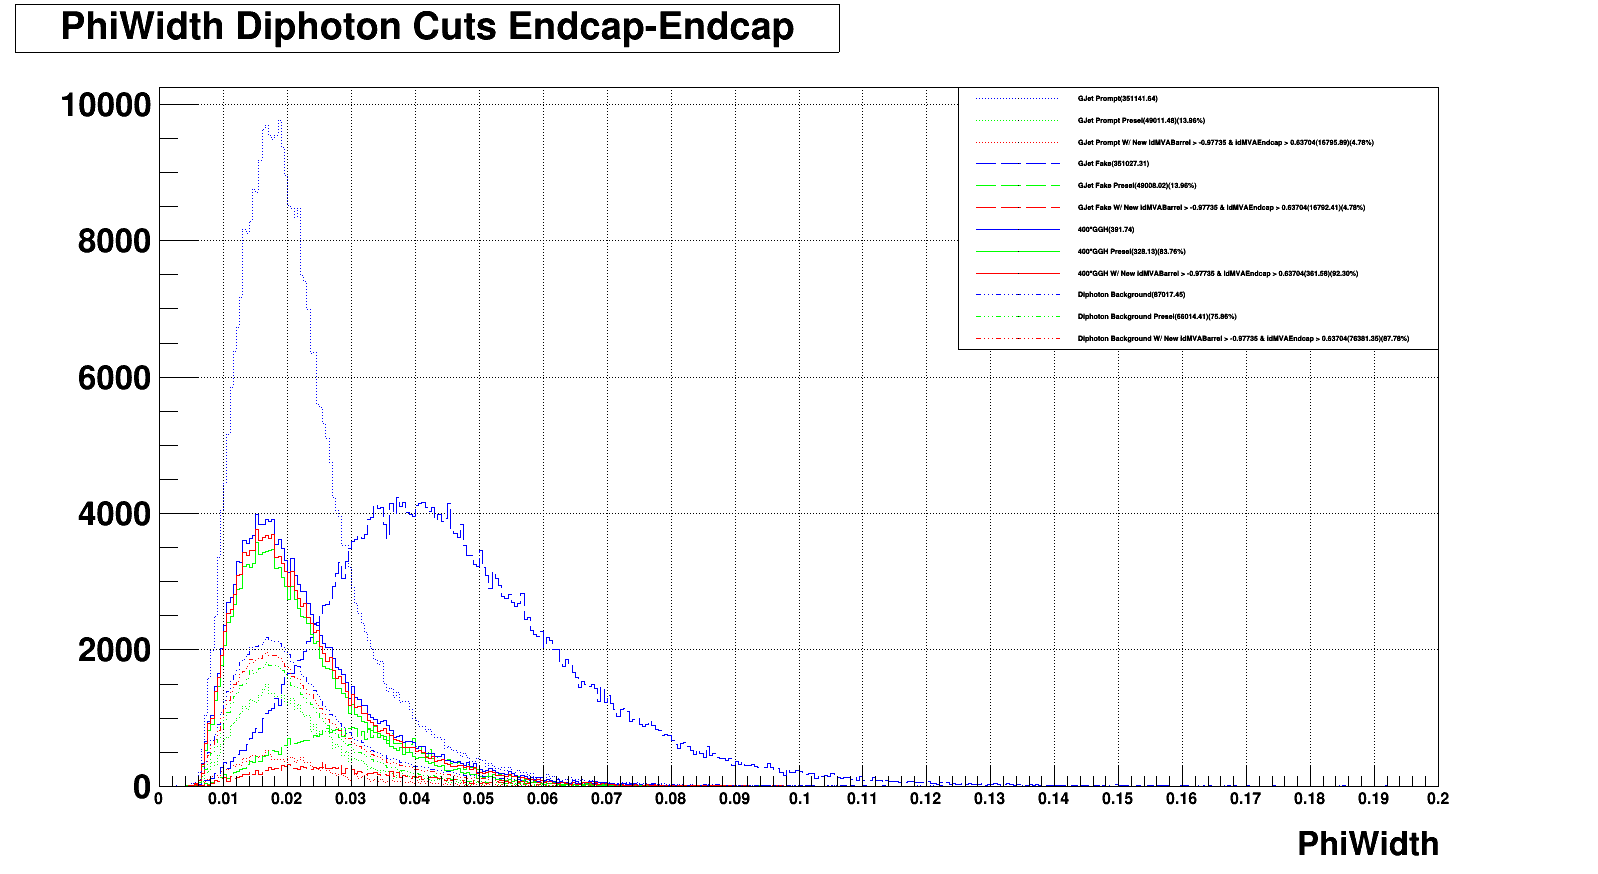 PhiWidth Diphoton Cuts Endcap-Endcap
10000
8000
6000
4000
2000
0
GJet Prompt(351141.64)
GJet Prompt Presel(49011.48)(13.96%)
GJet Prompt W/ New IdMVABarrel > -0.97735 & IdMVAEndcap > 0.63704(16795.89)(4.78%)
GJet Fake(351027.31)
GJet Fake Presel(49008.02)(13.96%)
GJet Fake W/ New IdMVABarrel > -0.97735 & IdMVAEndcap > 0.63704(16792.41)(4.78%)
400*GGH(391.74)
400*GGH Presel(328.13)(83.76%)
400*GGH W/ New IdMVABarrel > -0.97735 & IdMVAEndcap > 0.63704(361.58)(92.30%)
Diphoton Background(87017.45)
Diphoton Background Presel(66014.41)(75.86%)
Diphoton Background W/ New IdMVABarrel > -0.97735 & IdMVAEndcap > 0.63704(76381.35)(87.78%)
0 0.01 0.02 0.03 0.04 0.05 0.06 0.07 0.08 0.09 0.1 0.11 0.12 0.13 0.14 0.15 0.16 0.17 0.18 0.19 0.2
PhiWidth